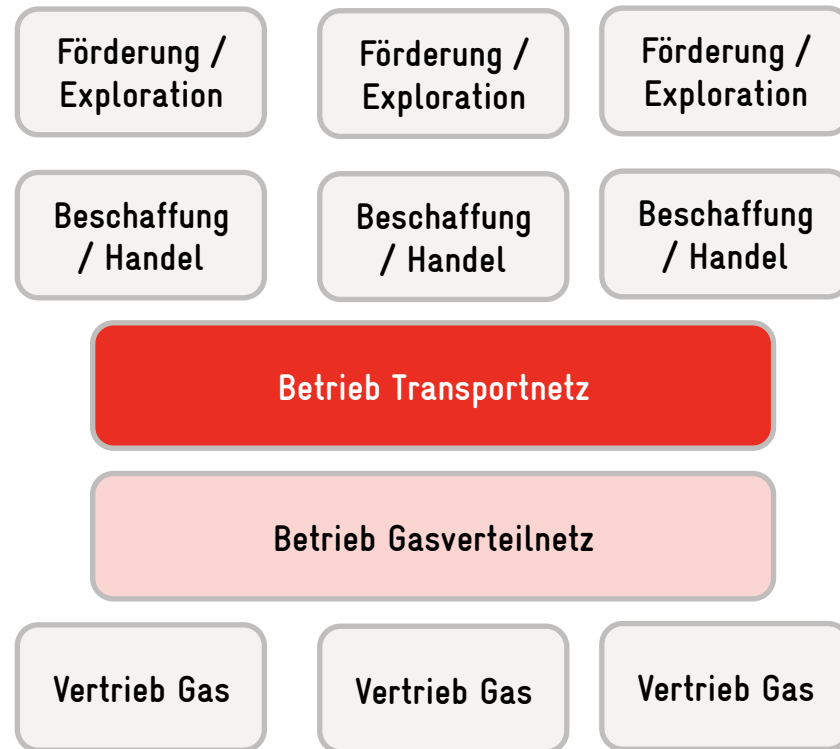 Förderung /
Exploration
Förderung /
Exploration
Förderung /
Exploration
Beschaffung
/ Handel
Beschaffung
/ Handel
Beschaffung
/ Handel
Betrieb Transportnetz
Betrieb Gasverteilnetz
Vertrieb Gas
Vertrieb Gas
Vertrieb Gas